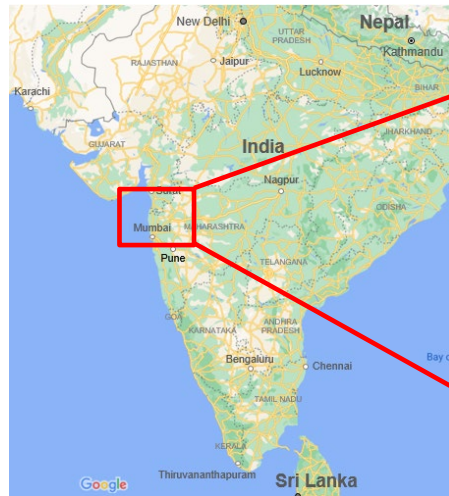 Nepal
New Delhi
UTTAR
PRADESH
Kathmandu
Jaipur
RAJASTHAN
Lucknow
BIHAR
Karachi
JHARKHAND
GUJARAT
India
Nagpur
Surat
ODISHA
Mumbai
MAHARASHTRA
Pune
TELANGANA
GOA
ANDHRA
PRADESH
KARNATAKA
Bay
Bengaluru
Chennai
TAMIL NADU
KERALA
Thiruvananthapuram
Google
Sri Lanka